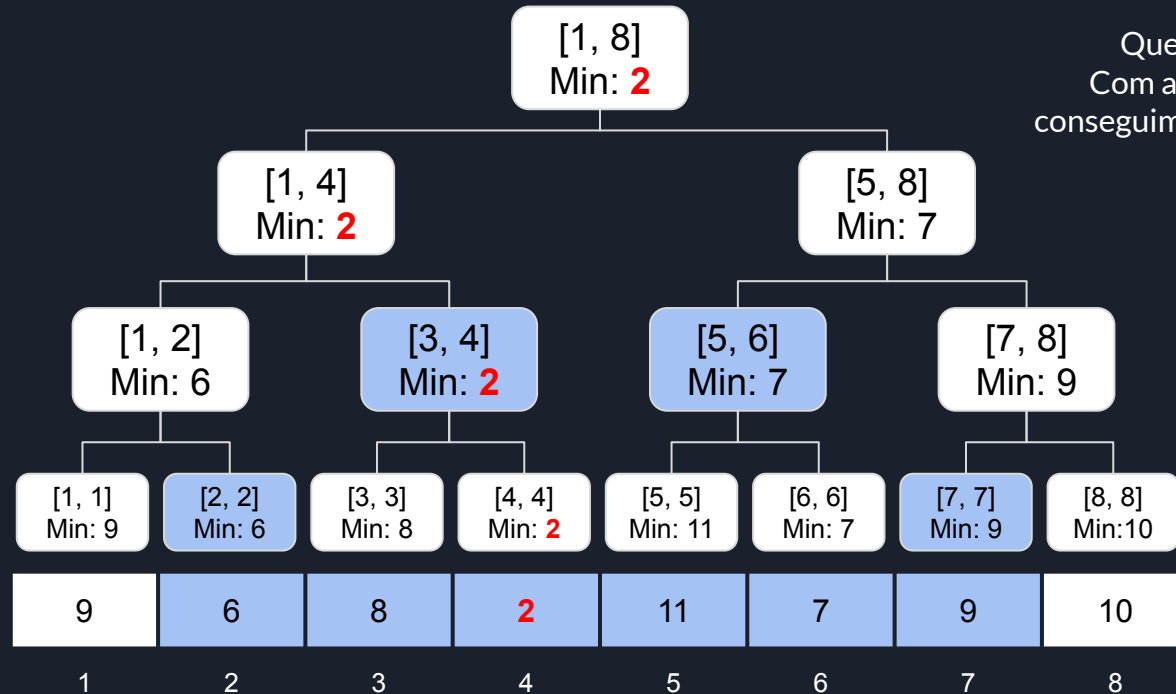 [1, 8]
Min: 2
Que
Com a
conseguim
[1, 4]
Min: 2
[5, 8]
Min: 7
[1, 2]
Min: 6
[3, 4]
Min: 2
[5, 6]
Min: 7
[7, 8]
Min: 9
[1, 1]
Min: 9
[2, 2]
Min: 6
[3, 3]
Min: 8
[4, 4]
Min: 2
[5, 5]
Min: 11
[6, 6]
Min: 7
[7, 7]
Min: 9
[8, 8]
Min:10
9 6 8 2 11 7 9 10
1 2 3 4 5 6 7 8